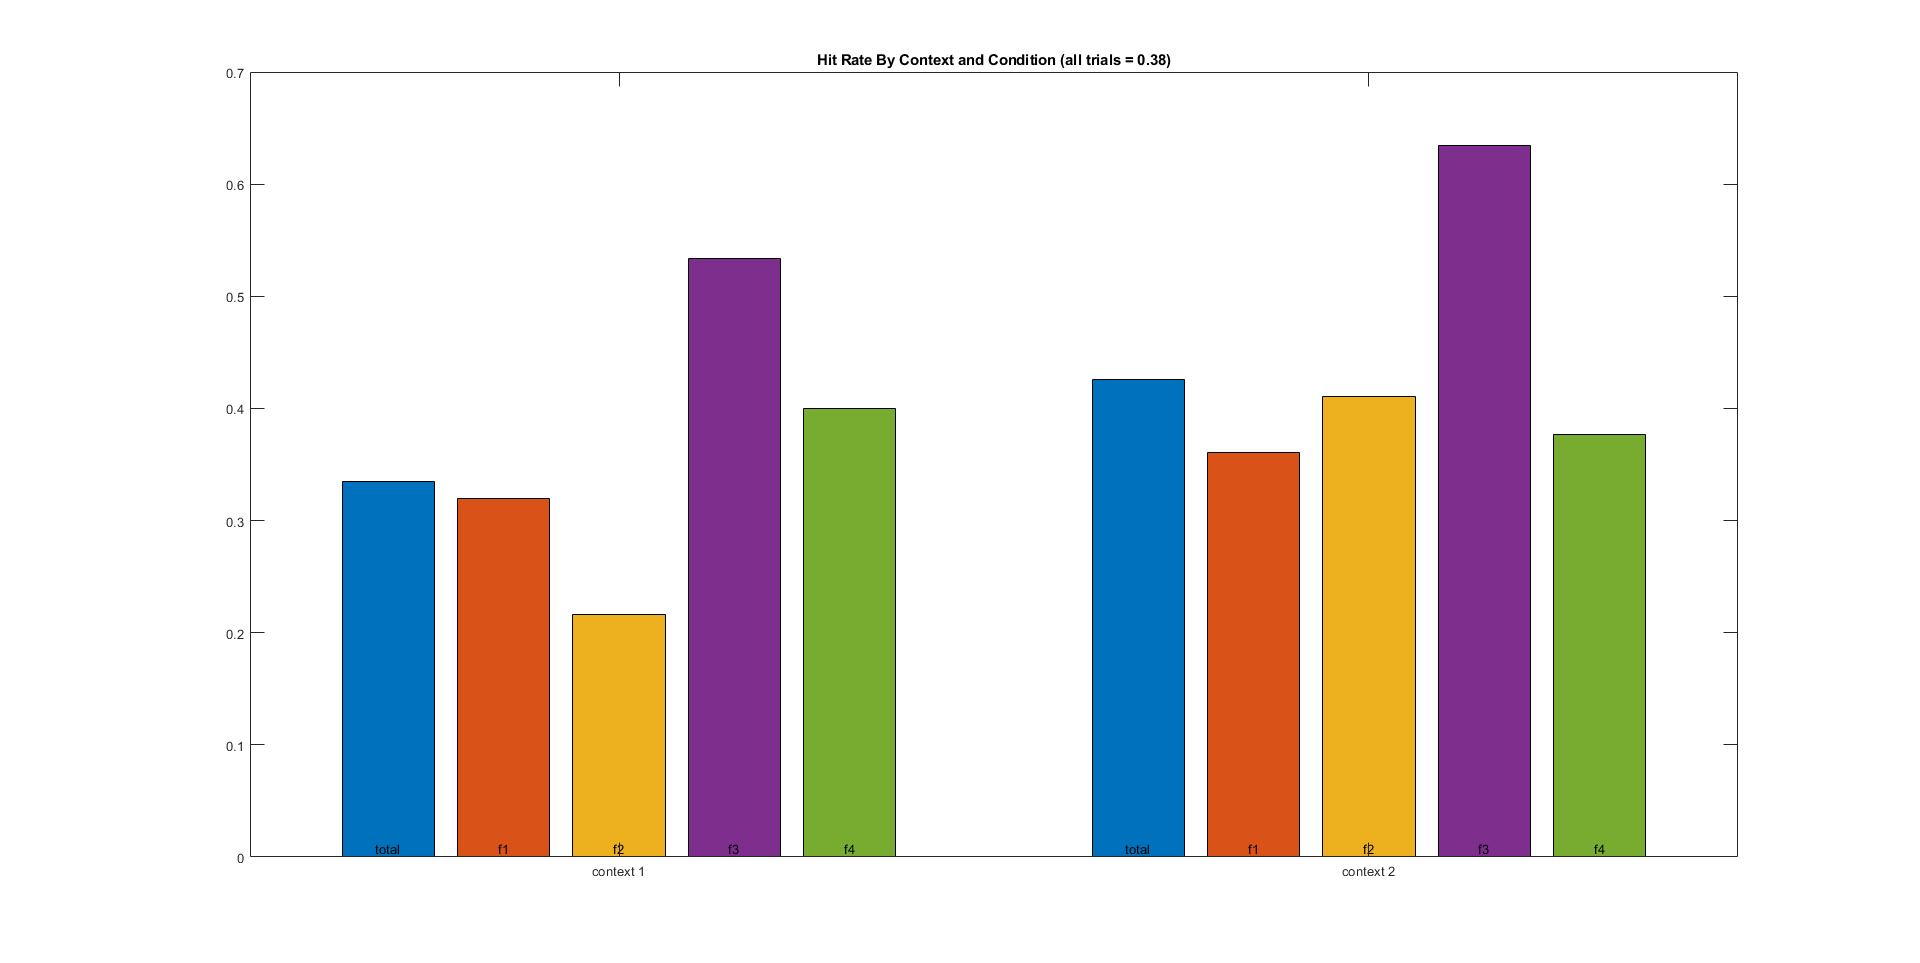 Hit Rate By Context and Condition (all trials = 0.38)
0.7
0.6
0.5
0.4
0.3
0.2
0.1
0
total f1 f2 f3 f4 total f1 f2 f3 f4
context 1 context 2